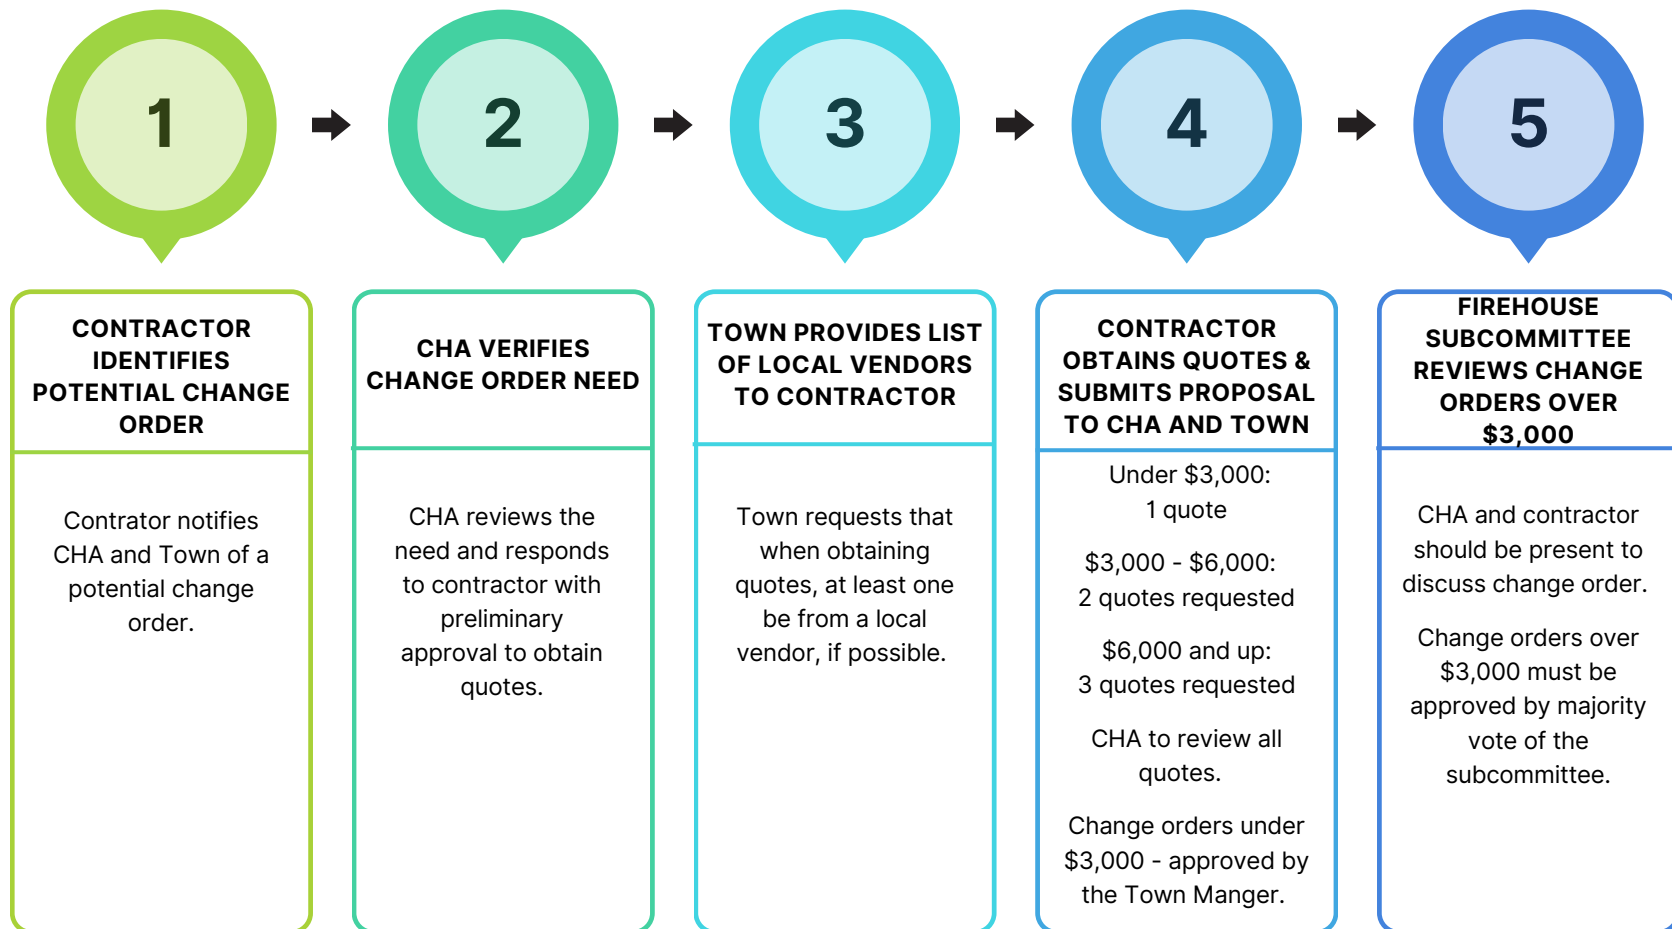 1
2
3
4
5
CONTRACTOR
IDENTIFIES
POTENTIAL CHANGE
ORDER
Contrator notifies
CHA and Town of a
potential change
order.
CHA VERIFIES
CHANGE ORDER NEED
CHA reviews the
need and responds
to contractor with
preliminary
approval to obtain
quotes.
TOWN PROVIDES LIST
OF LOCAL VENDORS
TO CONTRACTOR
Town requests that
when obtaining
quotes, at least one
be from a local
vendor, if possible.
CONTRACTOR
OBTAINS QUOTES &
SUBMITS PROPOSAL
TO CHA AND TOWN
Under $3,000:
1 quote
$3,000 - $6,000:
2 quotes requested
$6,000 and up:
3 quotes requested
CHA to review all
quotes.
Change orders under
$3,000 - approved by
the Town Manger.
FIREHOUSE
SUBCOMMITTEE
REVIEWS CHANGE
ORDERS OVER
$3,000
CHA and contractor
should be present to
discuss change order.
Change orders over
$3,000 must be
approved by majority
vote of the
subcommittee.